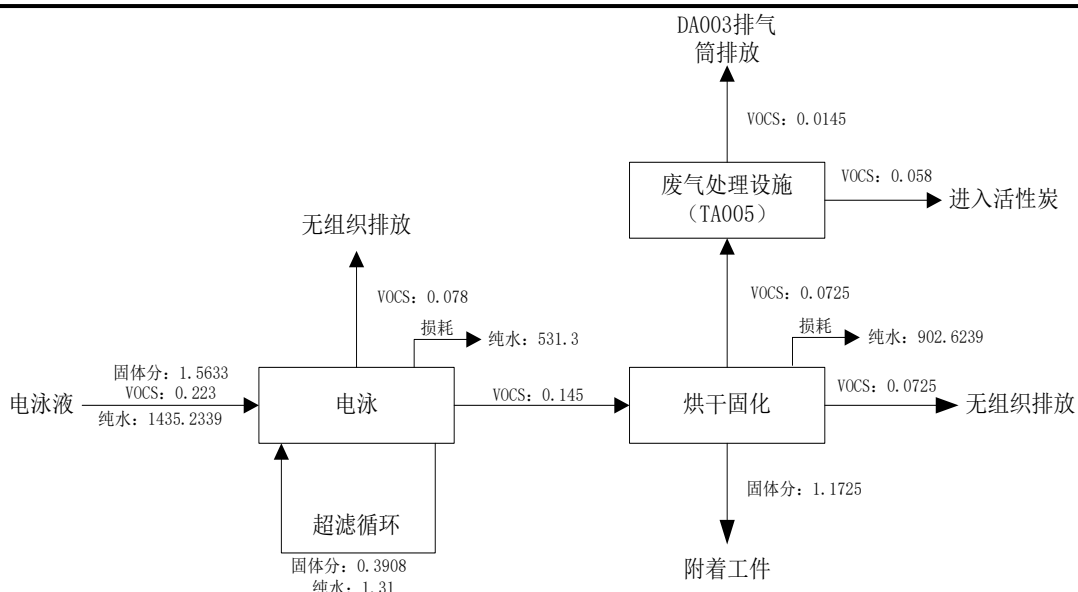 DA003排气
筒排放
VOCS：0.0145
废气处理设施
（TA005）
VOCS：0.058
进入活性炭
无组织排放
VOCS：0.078
VOCS：0.0725
损耗
纯水：531.3
损耗
纯水：902.6239
固体分：1.5633
电泳液
VOCS：0.223
纯水：1435.2339
电泳
VOCS：0.145
烘干固化
VOCS：0.0725
无组织排放
固体分：1.1725
超滤循环
固体分：0.3908
纯水：1.31
附着工件